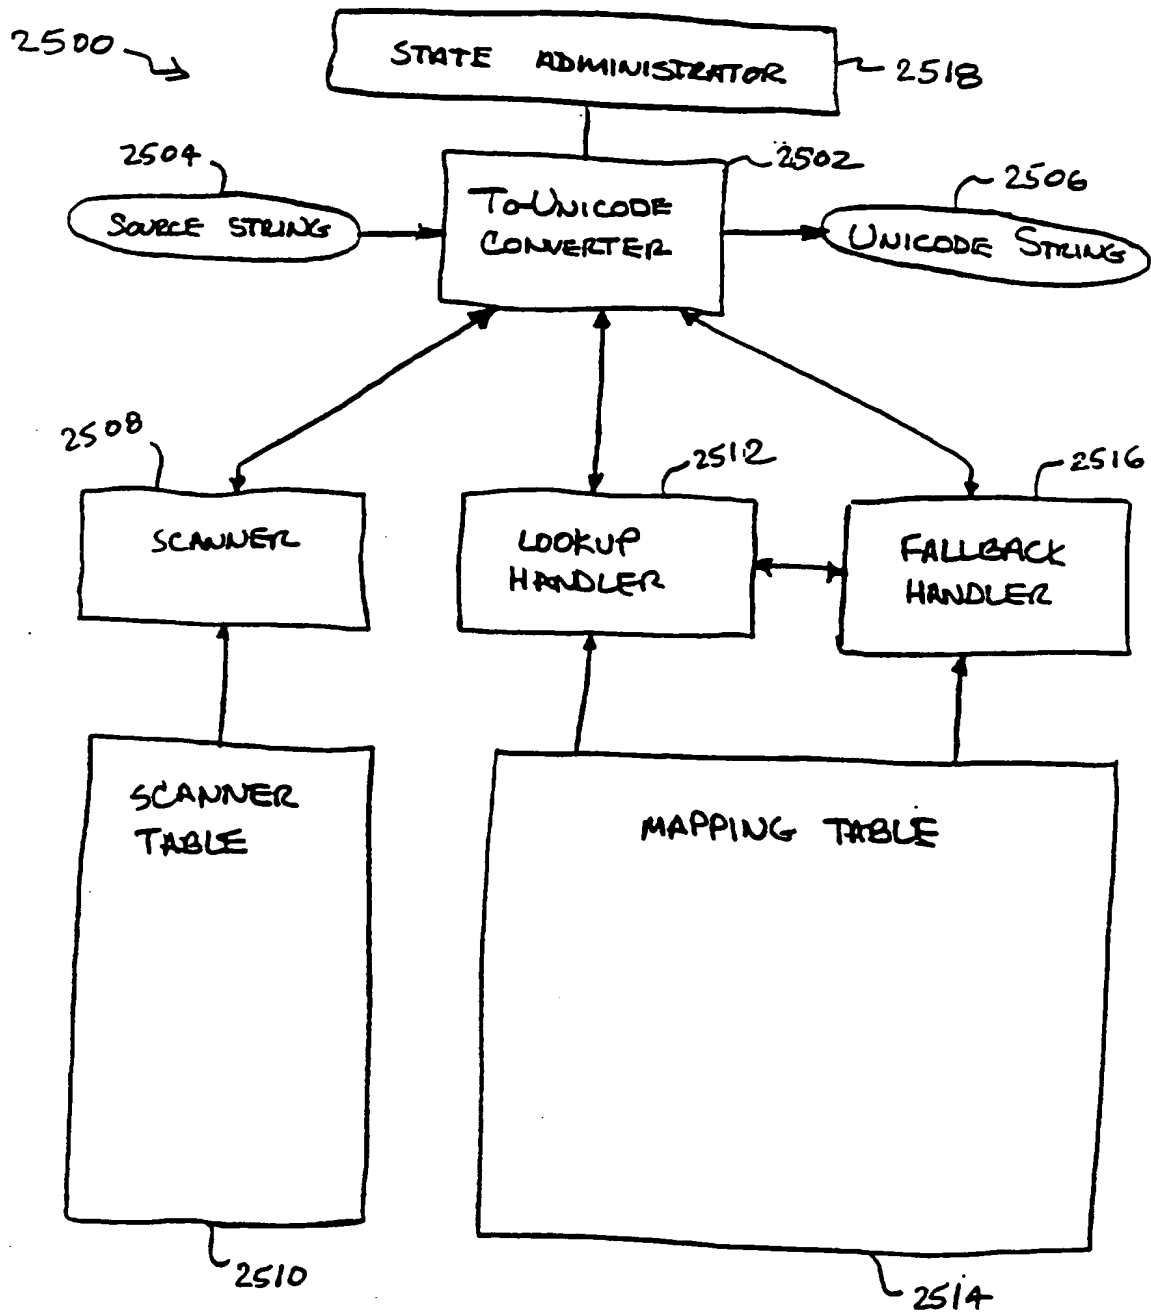 2500
STATE ADMINISTRATOR
2518
2504
2502
2506
SOURCE STRING
TO-UNICODE
CONVERTER
UNICODE STRING
2508
2512
2516
SCANNER
LOOKUP
HANDLER
FALLBACK
HANDLER
SCANNER
TABLE
MAPPING TABLE
2510
2514